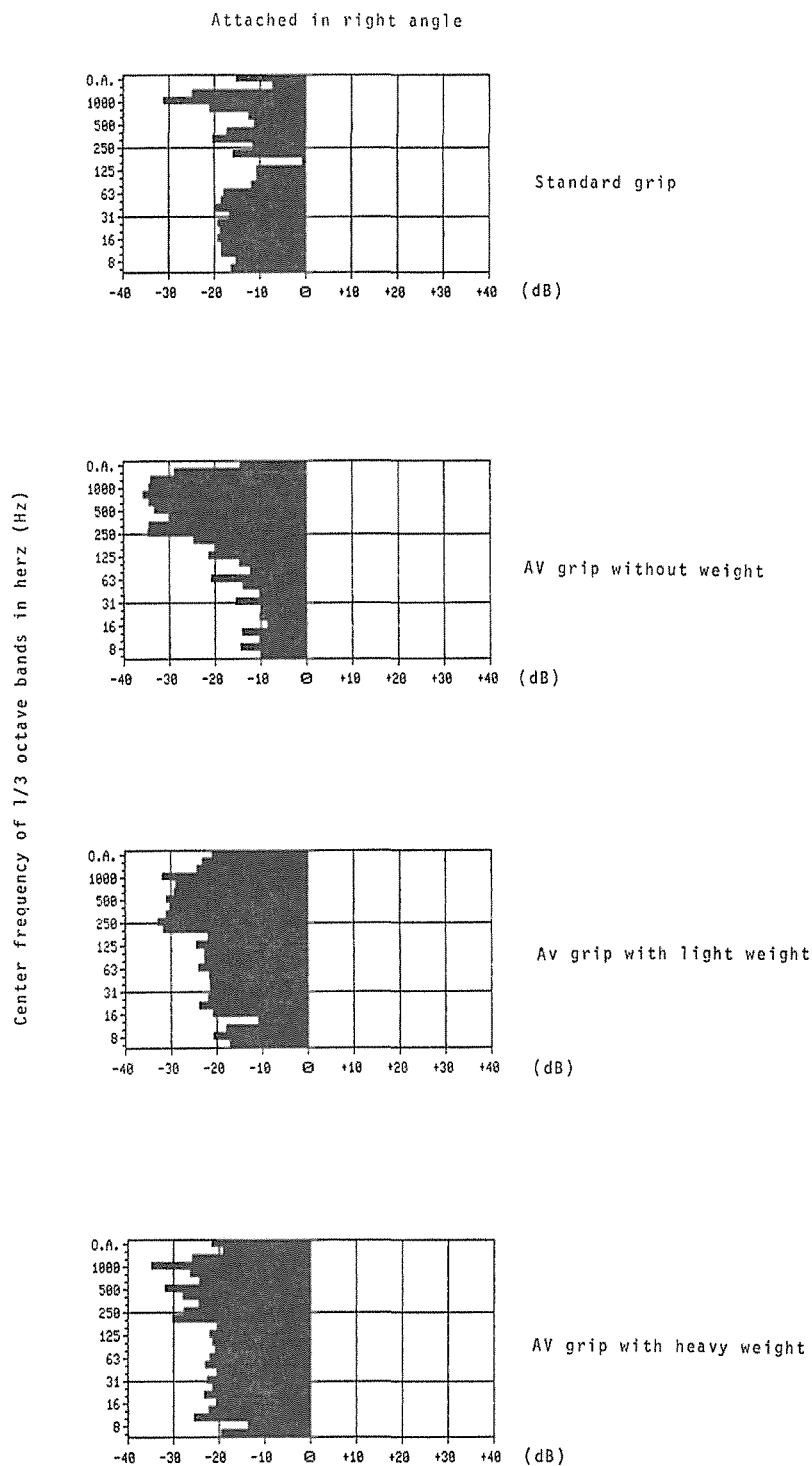 Attached in right angle
O.A.
1000
500
250
125
63
31
16
8
-40 -30 -20 -10 0 +10 +20 +30 +40 (dB)
Standard grip
Center frequency of 1/3 octave bands in herz (Hz)
O.A.
1000
500
250
125
63
31
16
8
-40 -30 -20 -10 0 +10 +20 +30 +40 (dB)
AV grip without weight
O.A.
1000
500
250
125
63
31
16
8
-40 -30 -20 -10 0 +10 +20 +30 +40 (dB)
Av grip with light weight
O.A.
1000
500
250
125
63
31
16
8
-40 -30 -20 -10 0 +10 +20 +30 +40 (dB)
AV grip with heavy weight